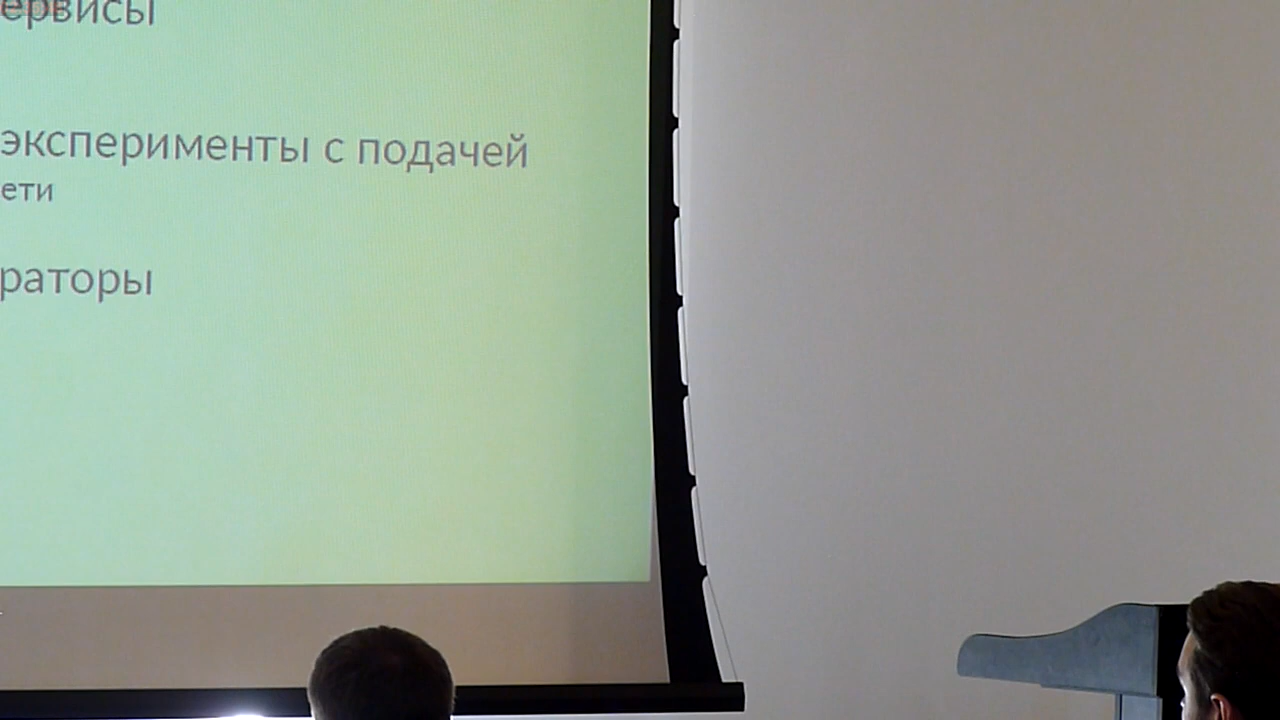 ервисы
эксперименты с подачей
ети
раторы